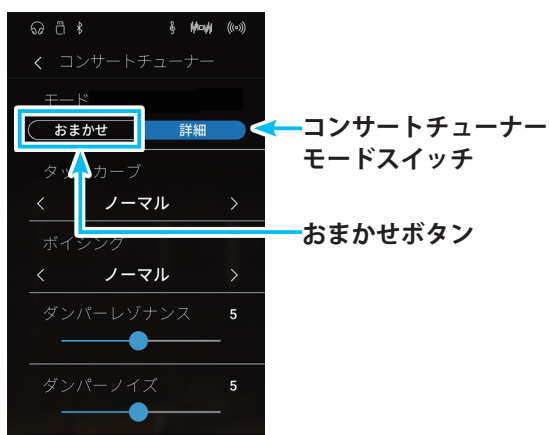 コンサートチューナー
モード
おまかせ 詳細
コンサートチューナー
モードスイッチ
タッチカーブ
ノーマル
おまかせボタン
ボイシング
ノーマル
ダンパーレゾナンス 5
ダンパーノイズ 5